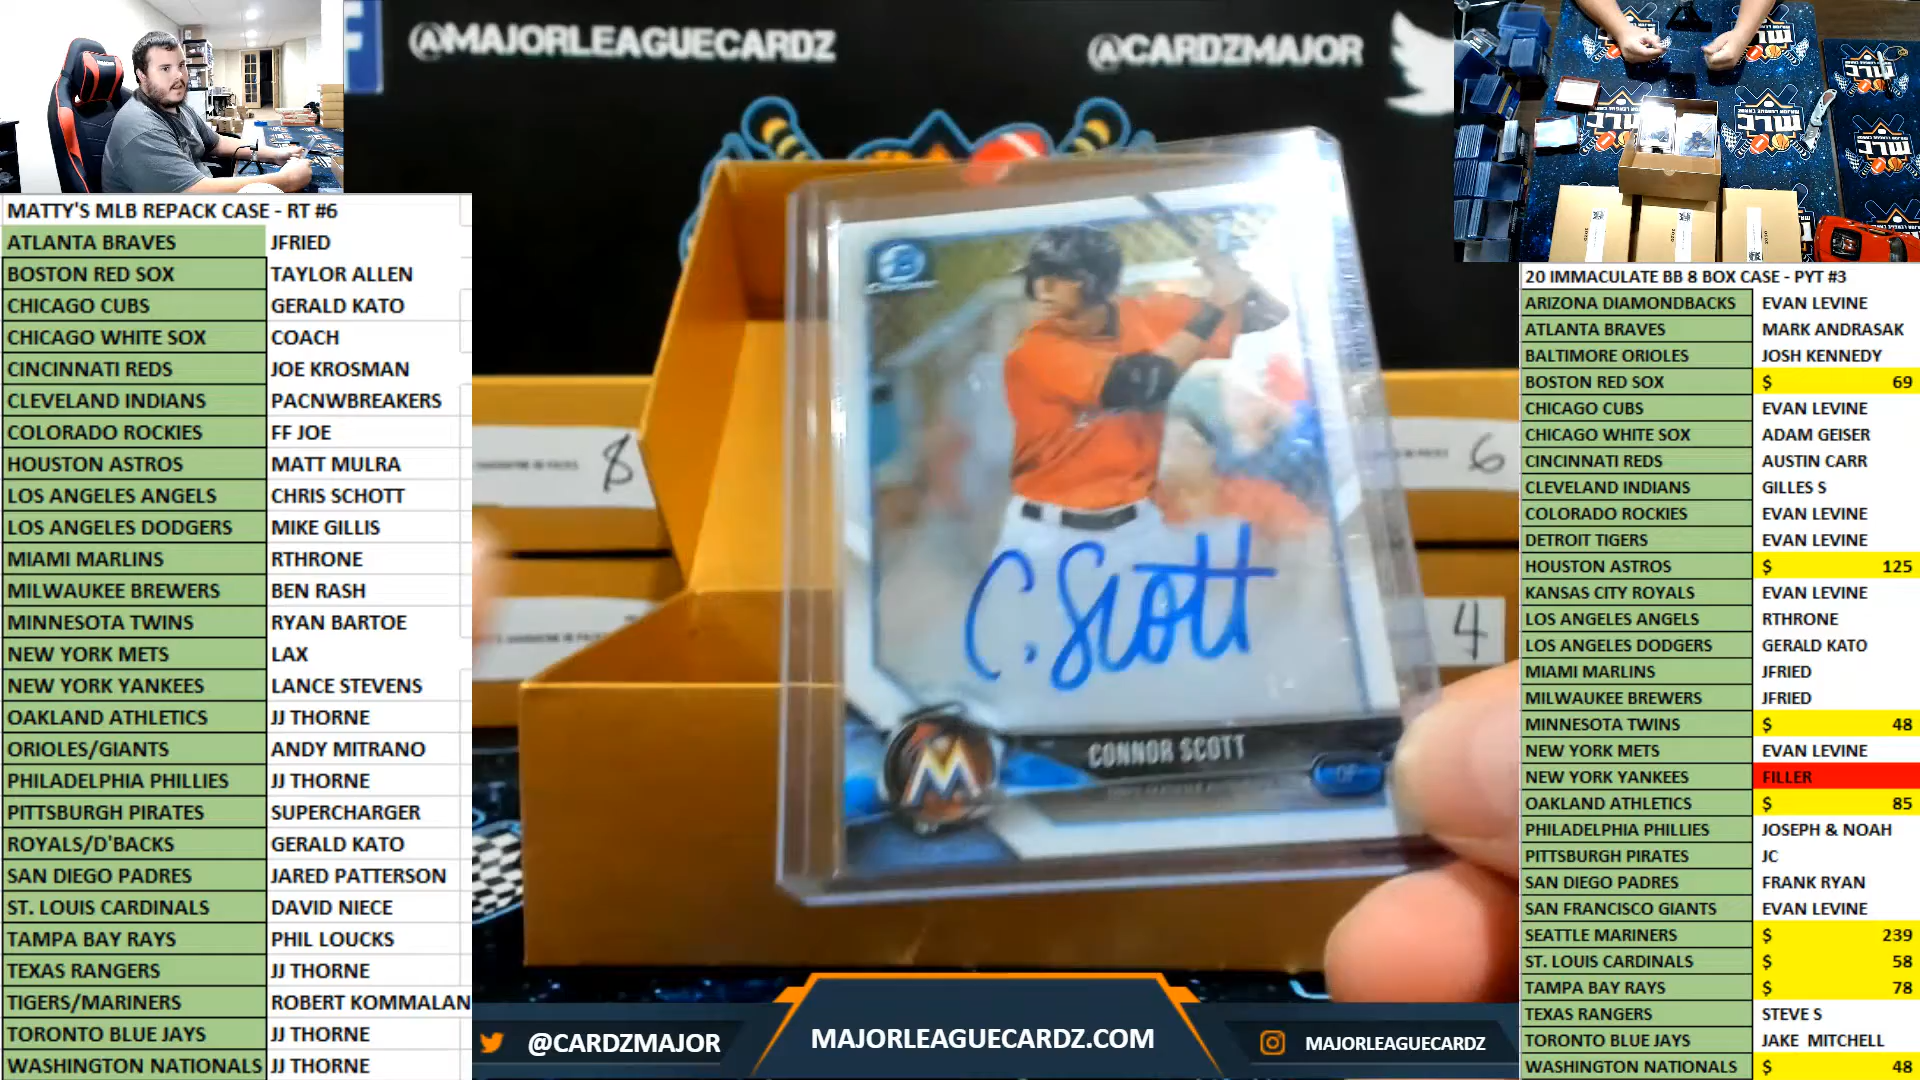 @MAJORLEAGUECARDZ
@CARDZMAJOR
MATTY'S MLB REPACK CASE - RT #6
ATLANTA BRAVES JFRIED
BOSTON RED SOX TAYLOR ALLEN
CHICAGO CUBS GERALD KATO
CHICAGO WHITE SOX COACH
CINCINNATI REDS JOE KROSMAN
CLEVELAND INDIANS PACNWBREAKERS
COLORADO ROCKIES FF JOE
HOUSTON ASTROS MATT MULRA
LOS ANGELES ANGELS CHRIS SCHOTT
LOS ANGELES DODGERS MIKE GILLIS
MIAMI MARLINS RTHRONE
MILWAUKEE BREWERS BEN RASH
MINNESOTA TWINS RYAN BARTOE
NEW YORK METS LAX
NEW YORK YANKEES LANCE STEVENS
OAKLAND ATHLETICS JJ THORNE
ORIOLES/GIANTS ANDY MITRANO
PHILADELPHIA PHILLIES JJ THORNE
PITTSBURGH PIRATES SUPERCHARGER
ROYALS/D'BACKS GERALD KATO
SAN DIEGO PADRES JARED PATTERSON
ST. LOUIS CARDINALS DAVID NIECE
TAMPA BAY RAYS PHIL LOUCKS
TEXAS RANGERS JJ THORNE
TIGERS/MARINERS ROBERT KOMMALAN
TORONTO BLUE JAYS JJ THORNE
WASHINGTON NATIONALS JJ THORNE
8
6
4
C. Scott
M
CONNOR SCOTT
OF
@CARDZMAJOR
MAJORLEAGUECARDZ.COM
MAJORLEAGUECARDZ
20 IMMACULATE BB 8 BOX CASE - PYT #3
ARIZONA DIAMONDBACKS EVAN LEVINE
ATLANTA BRAVES MARK ANDRASAK
BALTIMORE ORIOLES JOSH KENNEDY
BOSTON RED SOX $ 69
CHICAGO CUBS EVAN LEVINE
CHICAGO WHITE SOX ADAM GEISER
CINCINNATI REDS AUSTIN CARR
CLEVELAND INDIANS GILLES S
COLORADO ROCKIES EVAN LEVINE
DETROIT TIGERS EVAN LEVINE
HOUSTON ASTROS $ 125
KANSAS CITY ROYALS EVAN LEVINE
LOS ANGELES ANGELS RTHRONE
LOS ANGELES DODGERS GERALD KATO
MIAMI MARLINS JFRIED
MILWAUKEE BREWERS JFRIED
MINNESOTA TWINS $ 48
NEW YORK METS EVAN LEVINE
NEW YORK YANKEES FILLER
OAKLAND ATHLETICS $ 85
PHILADELPHIA PHILLIES JOSEPH & NOAH
PITTSBURGH PIRATES JC
SAN DIEGO PADRES FRANK RYAN
SAN FRANCISCO GIANTS EVAN LEVINE
SEATTLE MARINERS $ 239
ST. LOUIS CARDINALS $ 58
TAMPA BAY RAYS $ 78
TEXAS RANGERS STEVE S
TORONTO BLUE JAYS JAKE MITCHELL
WASHINGTON NATIONALS $ 48